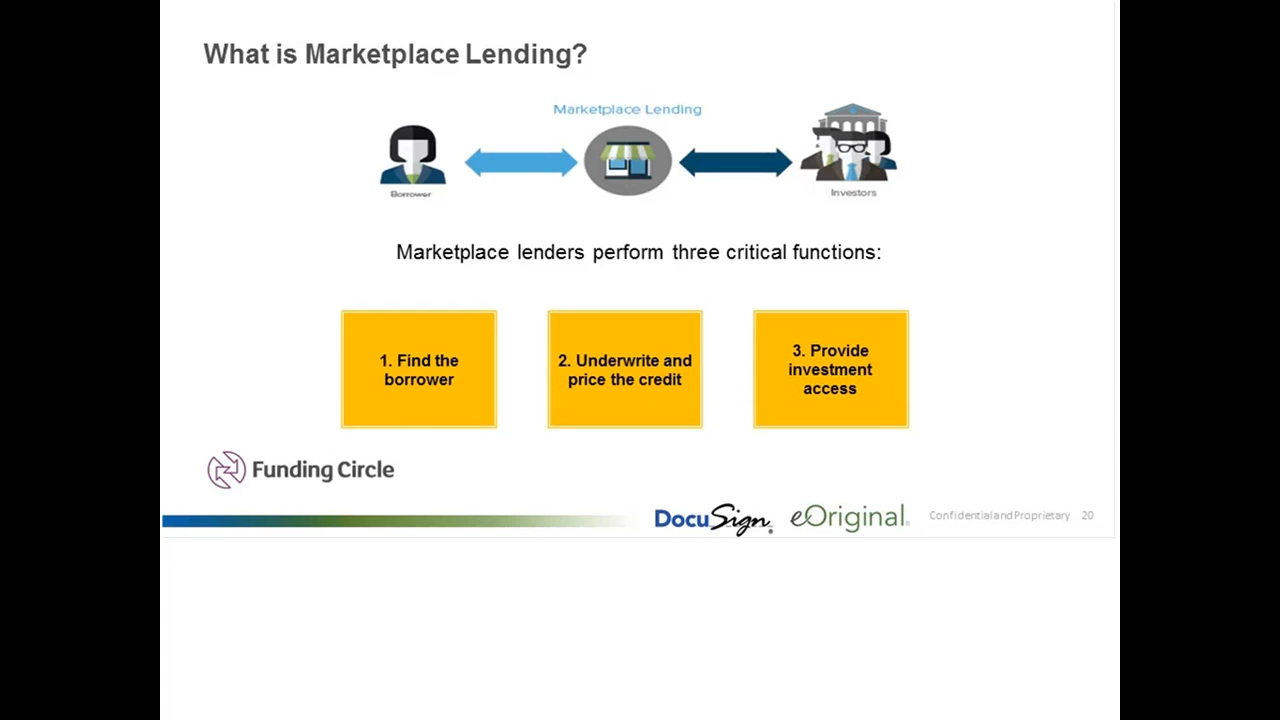 What is Marketplace Lending?
Marketplace Lending
Borrower
Investors
Marketplace lenders perform three critical functions:
1. Find the
borrower
2. Underwrite and
price the credit
3. Provide
investment
access
Funding Circle
DocuSign
eOriginal
Confidential and Proprietary 20